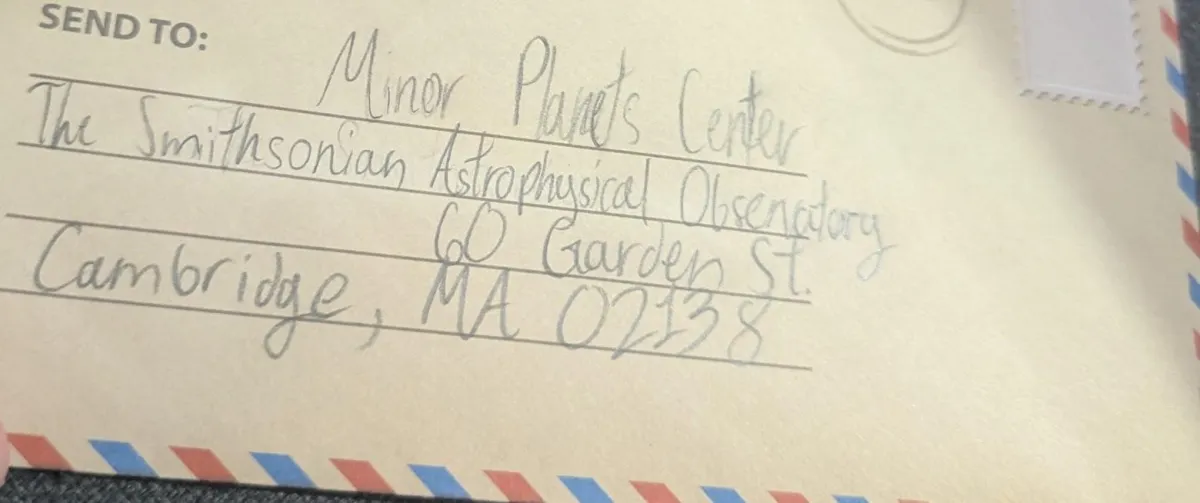 SEND TO:
Minor Planets Center
The Smithsonian Astrophysical Observatory
60 Garden St.
Cambridge, MA 02138